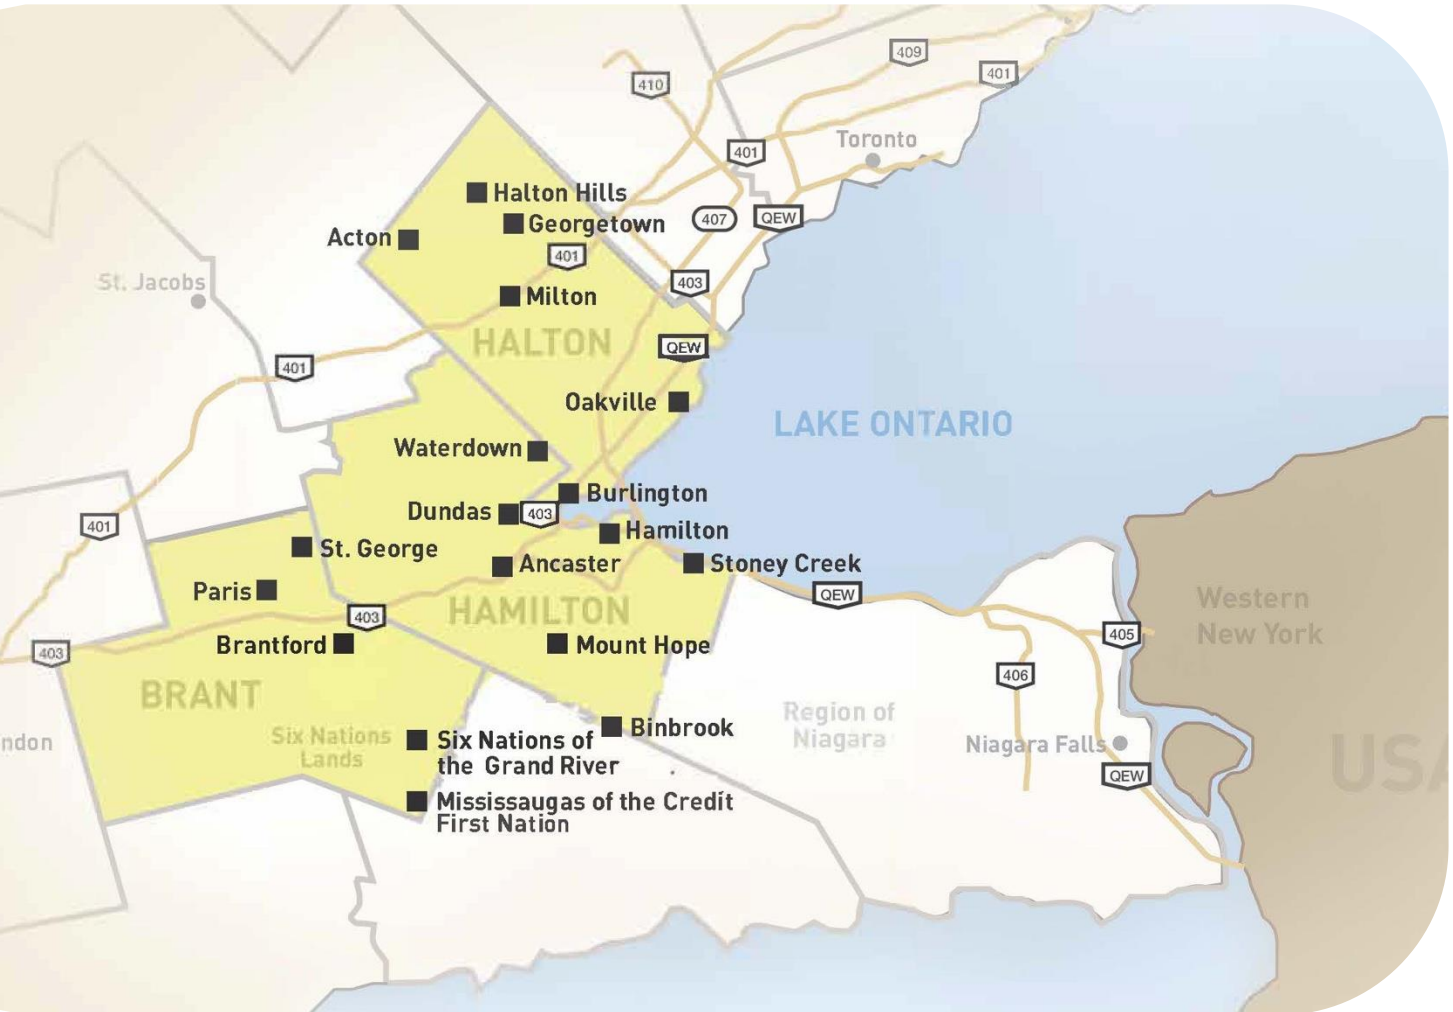 409
401
410
Toronto
401
Halton Hills
407
QEW
Georgetown
Acton
401
St. Jacobs
403
Milton
HALTON
QEW
401
Oakville
LAKE ONTARIO
Waterdown
Burlington
Dundas
403
401
Hamilton
St. George
Ancaster
Stoney Creek
Paris
QEW
Western
New York
HAMILTON
403
405
Brantford
Mount Hope
403
406
BRANT
Region of
Niagara
Binbrook
Six Nations
Lands
Six Nations of
the Grand River
ndon
Niagara Falls
USA
QEW
Mississaugas of the Credit
First Nation